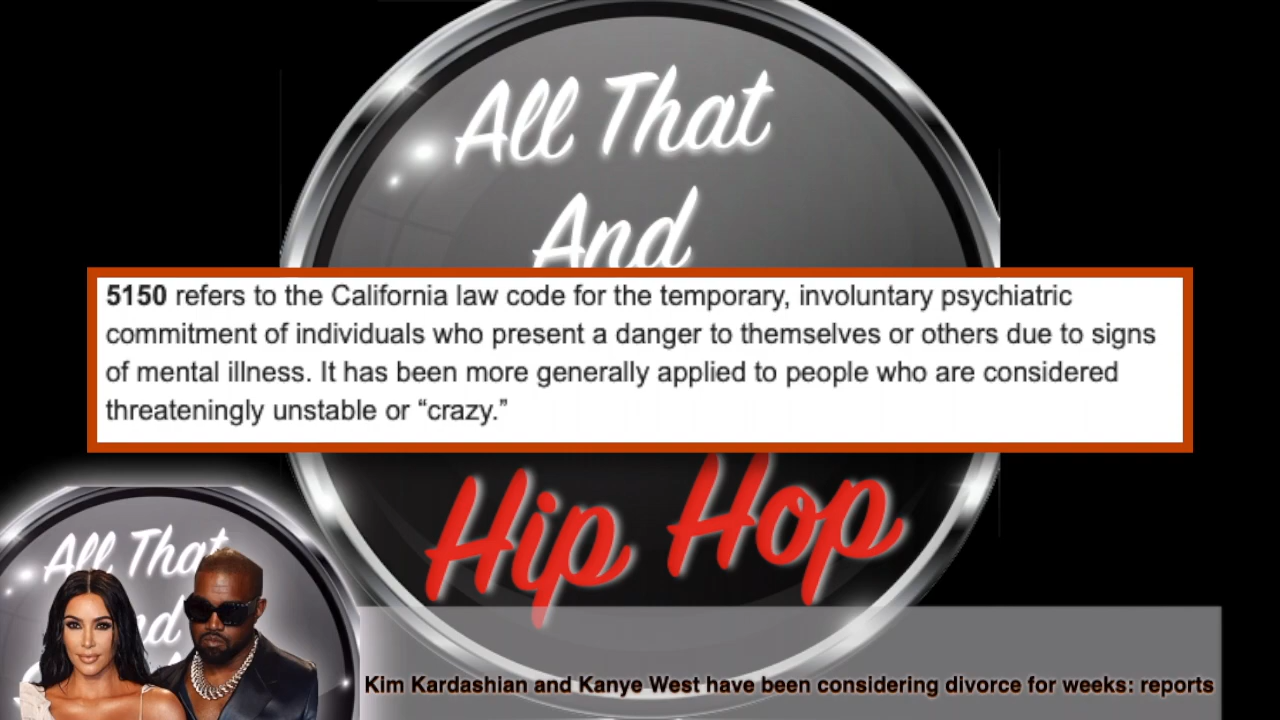 All That
And
5150 refers to the California law code for the temporary, involuntary psychiatric
commitment of individuals who present a danger to themselves or others due to signs
of mental illness. It has been more generally applied to people who are considered
threateningly unstable or “crazy.”
Hip Hop
All That
Kim Kardashian and Kanye West have been considering divorce for weeks: reports